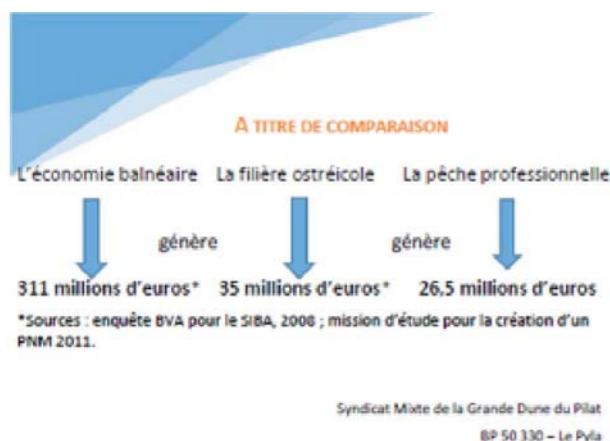 A TITRE DE COMPARAISON
L'économie balnéaire La filière ostréicole La pêche professionnelle
génère génère
311 millions d'euros* 35 millions d'euros* 26,5 millions d'euros
*Sources : enquête BVA pour le SIBA, 2008 ; mission d'étude pour la création d'un
PNM 2011.
Syndicat Mixte de la Grande Dune du Pilat
BP 50 330 – Le Pyla